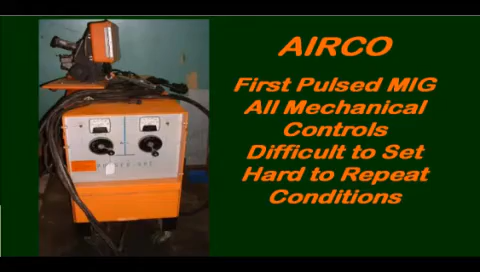 AIRCO
First Pulsed MIG
All Mechanical
Controls
Difficult to Set
Hard to Repeat
Conditions